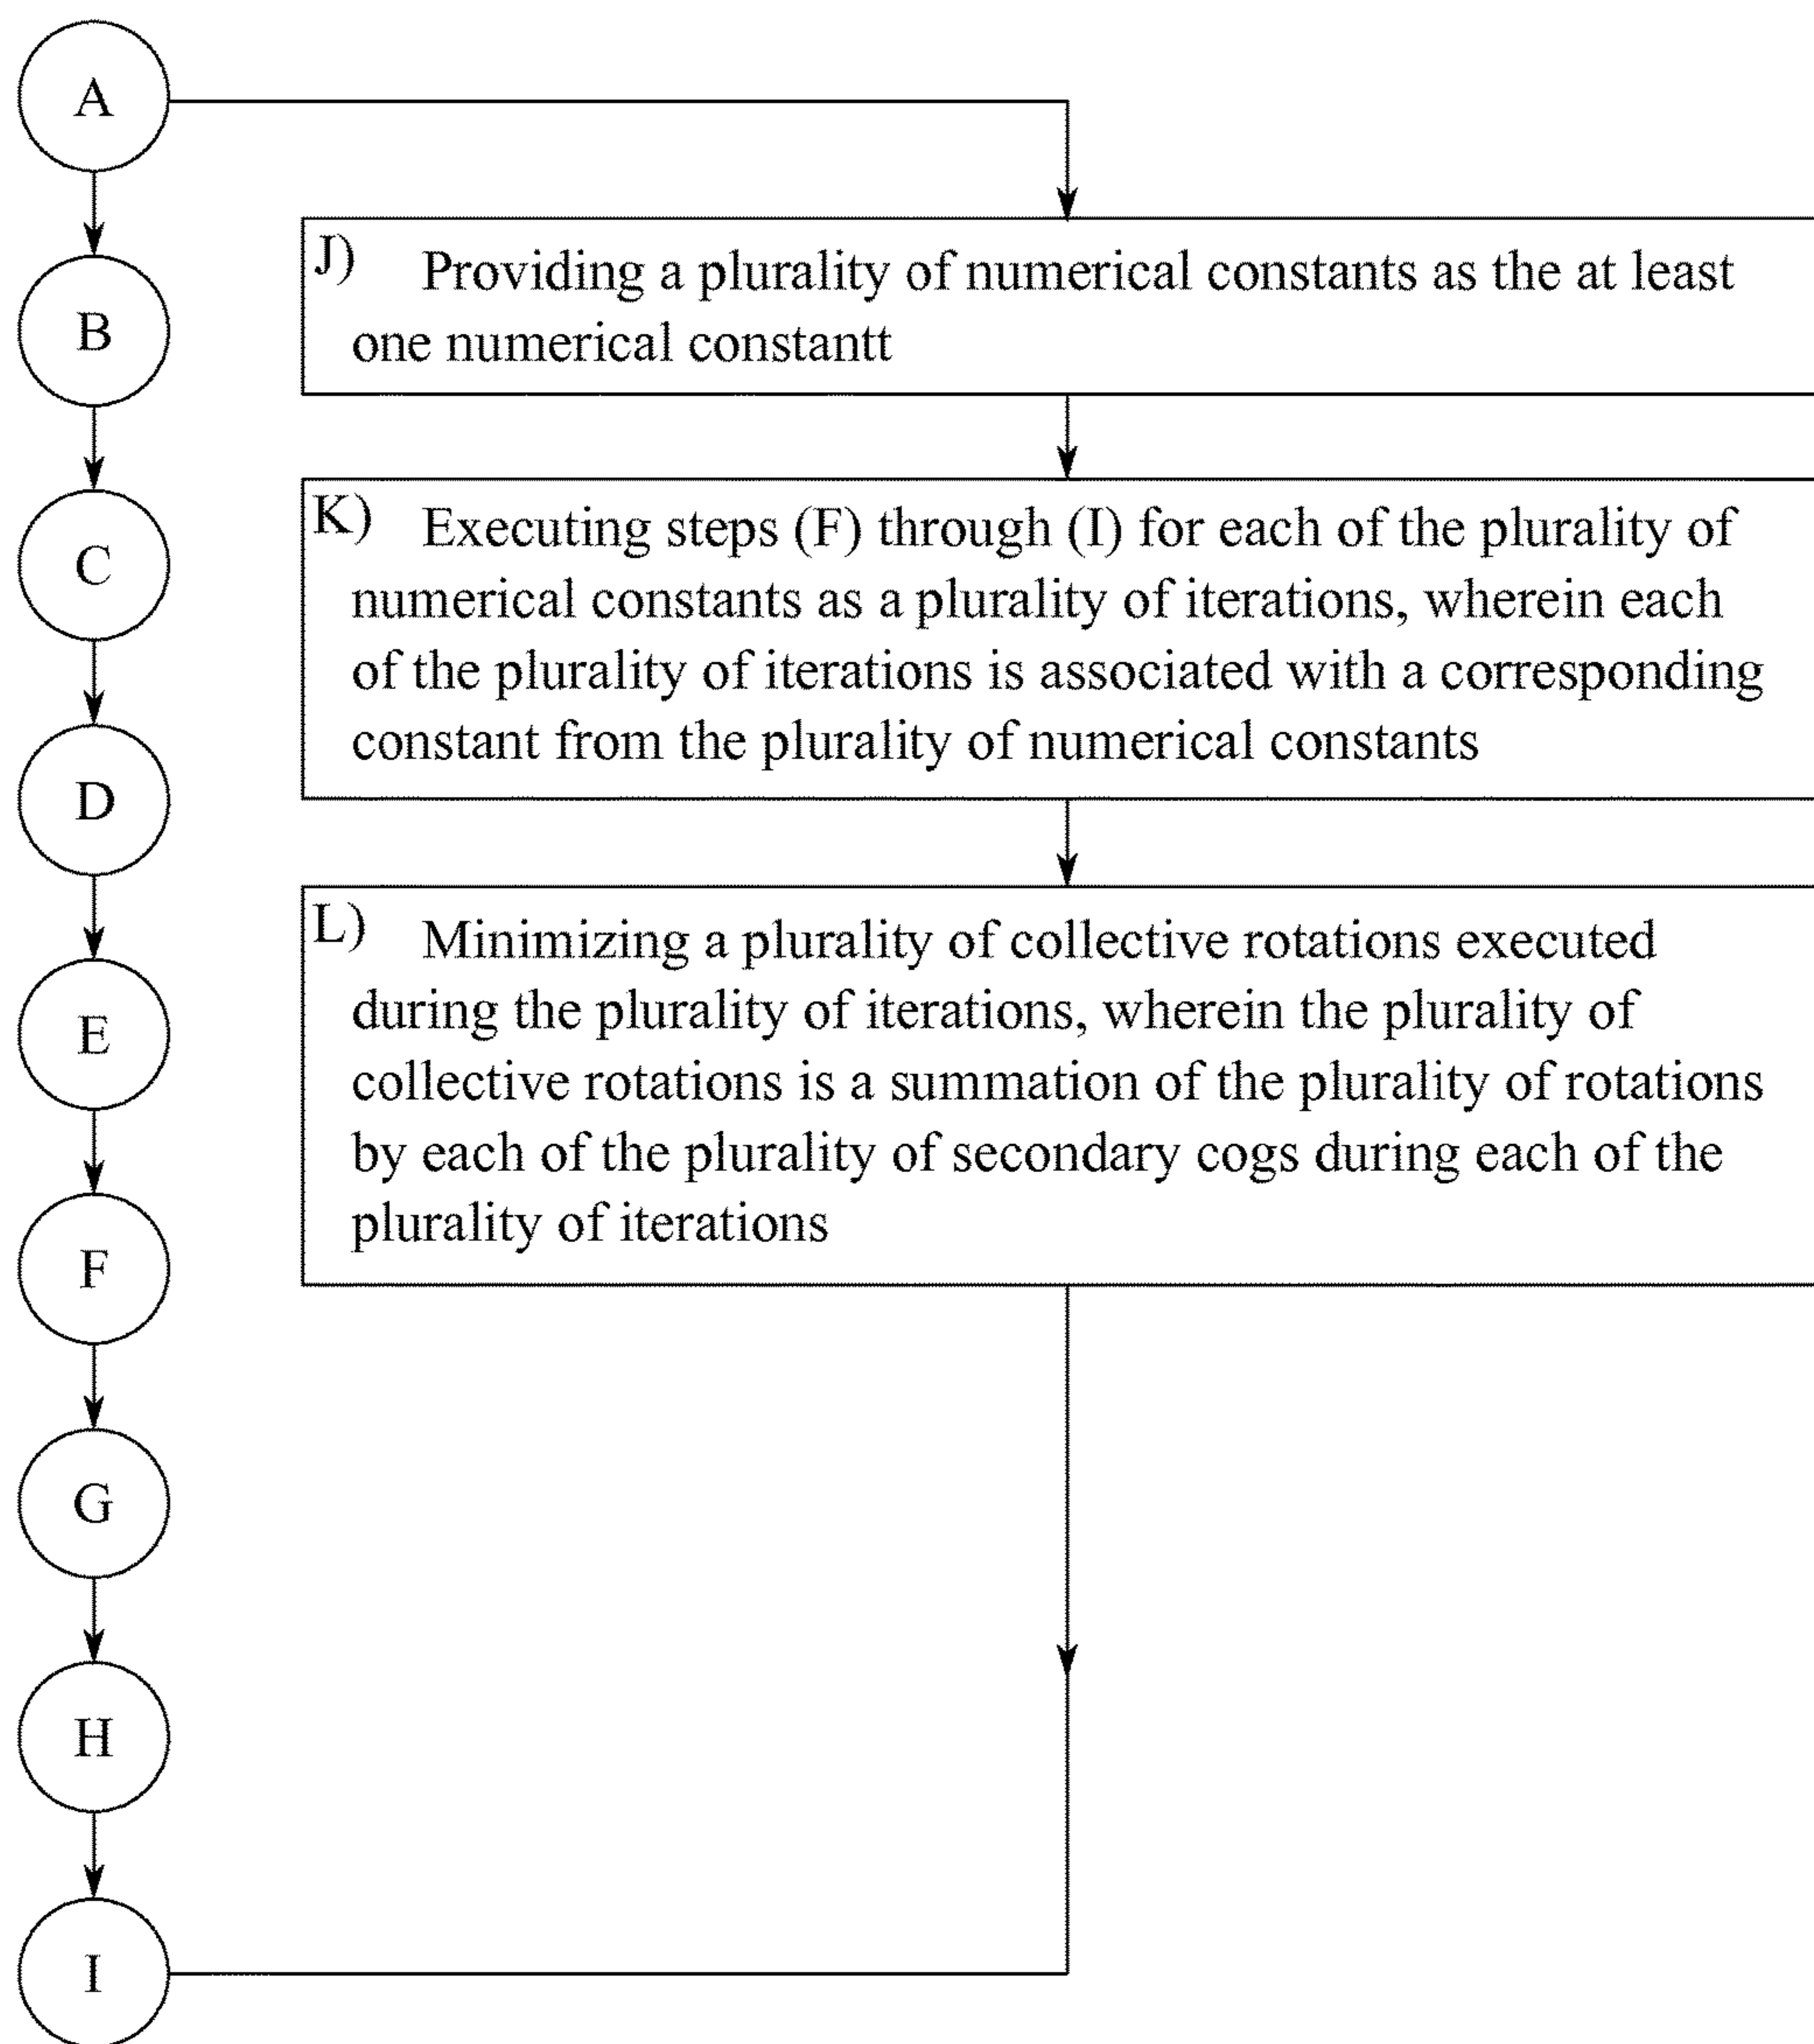 A
B
C
D
E
F
G
H
I
J) Providing a plurality of numerical constants as the at least
one numerical constantt
K) Executing steps (F) through (I) for each of the plurality of
numerical constants as a plurality of iterations, wherein each
of the plurality of iterations is associated with a corresponding
constant from the plurality of numerical constants
L) Minimizing a plurality of collective rotations executed
during the plurality of iterations, wherein the plurality of
collective rotations is a summation of the plurality of rotations
by each of the plurality of secondary cogs during each of the
plurality of iterations